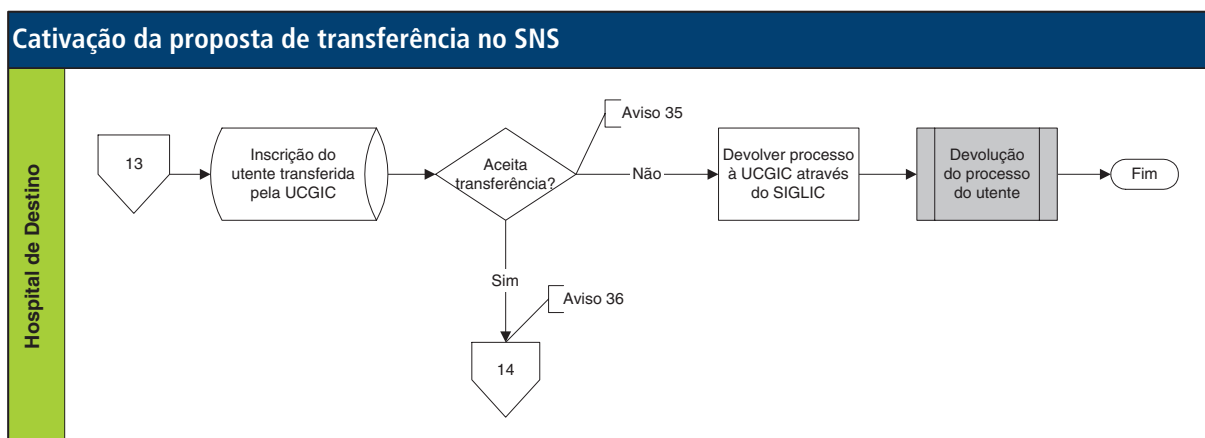 Cativação da proposta de transferência no SNS
Hospital de Destino
13
Inscrição do
utente transferida
pela UCGIC
Aceita
transferência?
Aviso 35
Não
Devolver processo
à UCGIC através
do SIGLIC
Devolução
do processo
do utente
Fim
Sim
Aviso 36
14